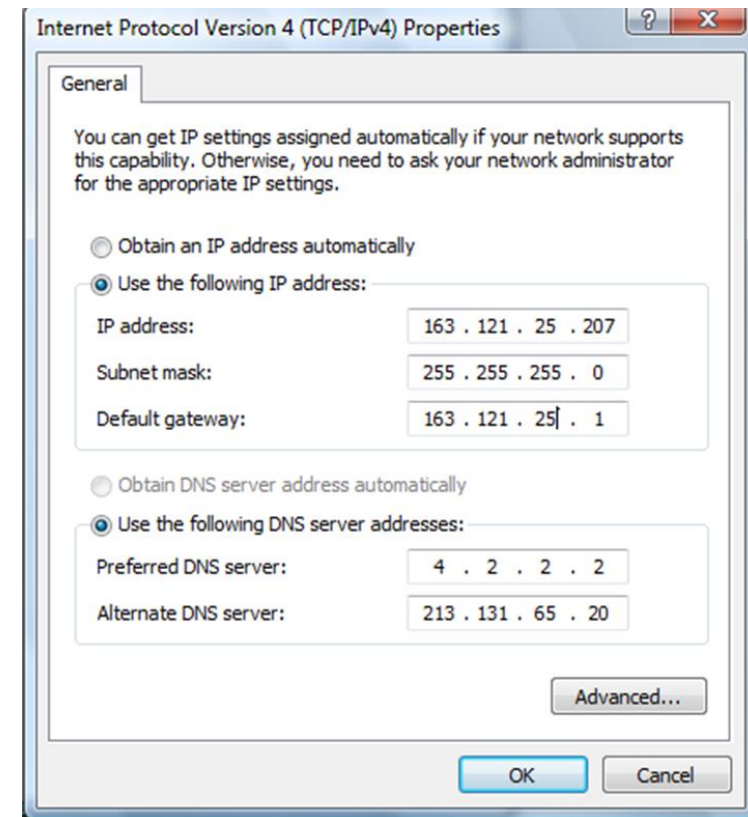 Internet Protocol Version 4 (TCP/IPv4) Properties
? X
General
You can get IP settings assigned automatically if your network supports
this capability. Otherwise, you need to ask your network administrator
for the appropriate IP settings.
Obtain an IP address automatically
Use the following IP address:
IP address: 163 . 121 . 25 . 207
Subnet mask: 255 . 255 . 255 . 0
Default gateway: 163 . 121 . 25 . 1
Obtain DNS server address automatically
Use the following DNS server addresses:
Preferred DNS server: 4 . 2 . 2 . 2
Alternate DNS server: 213 . 131 . 65 . 20
Advanced...
OK Cancel